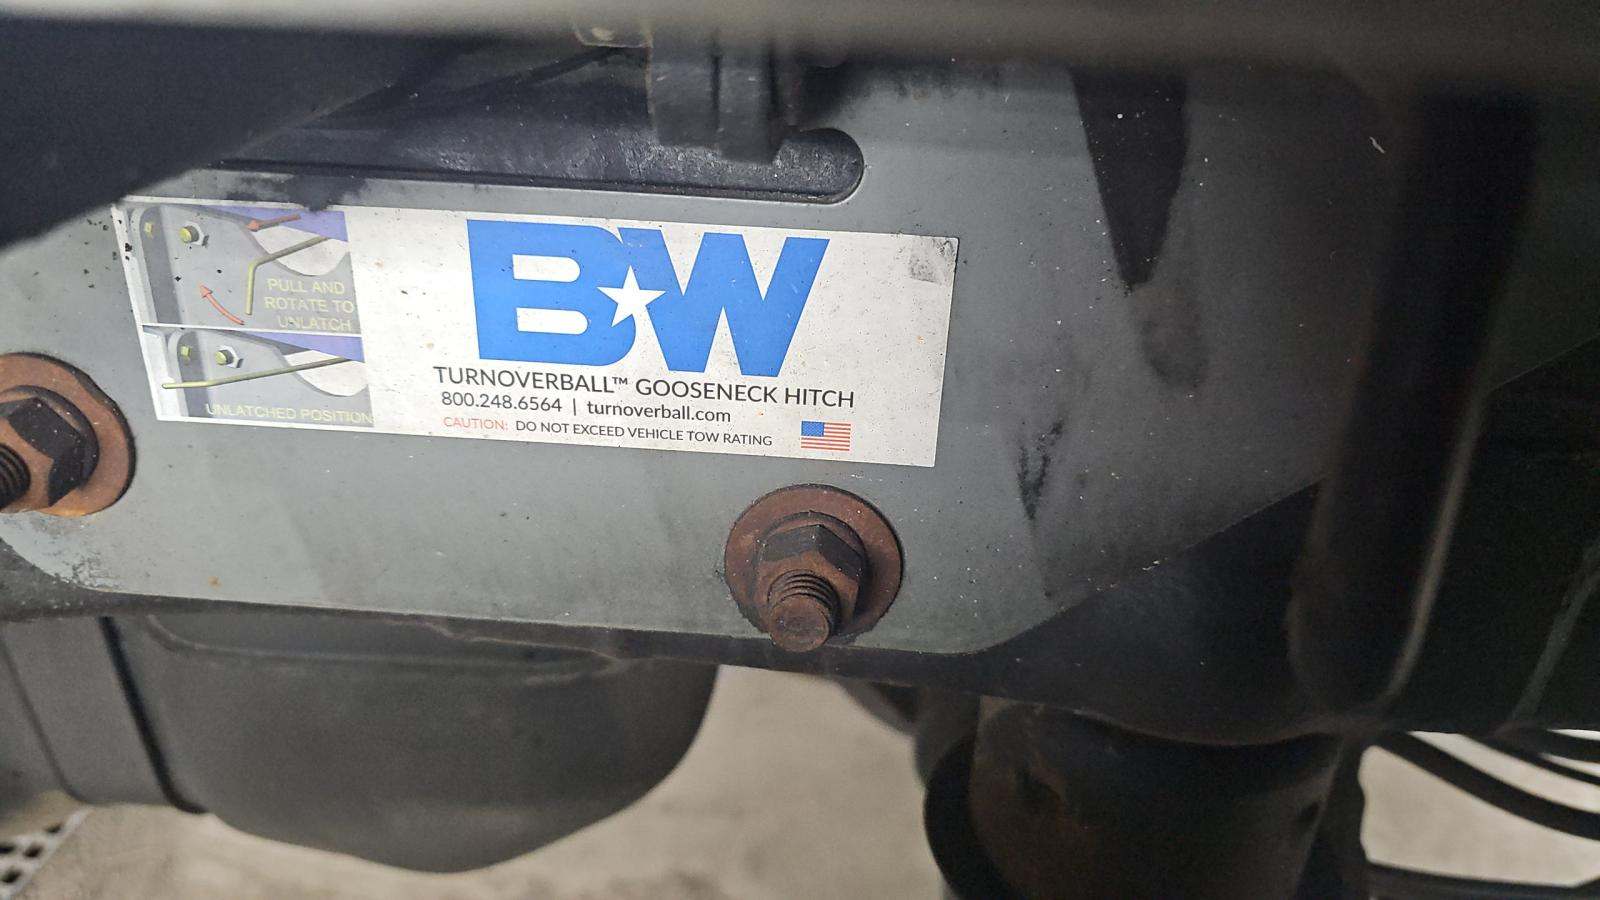 PULL AND
ROTATE TO
UNLATCH
UNLATCHED POSITION
B★W
TURNOVERBALL™ GOOSENECK HITCH
800.248.6564 | turnoverball.com
CAUTION: DO NOT EXCEED VEHICLE TOW RATING